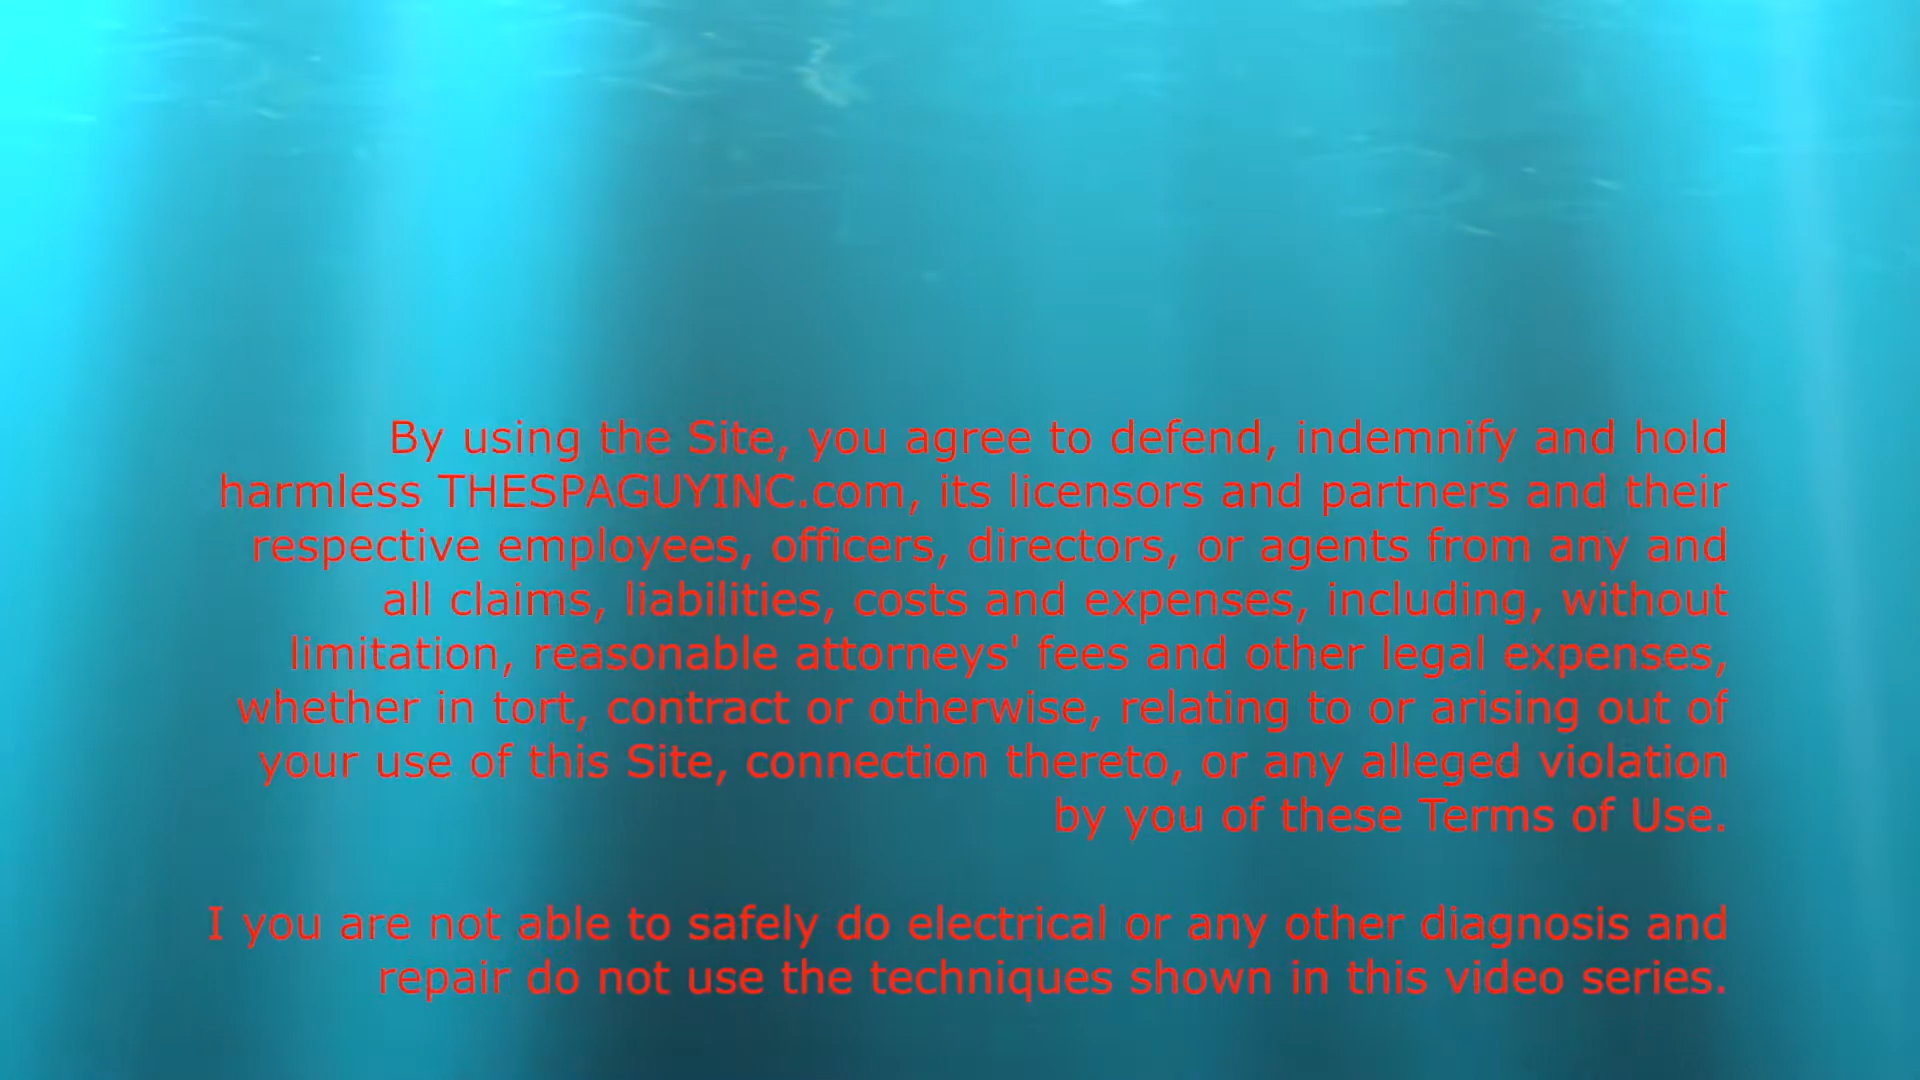 By using the Site, you agree to defend, indemnify and hold
harmless THESPAGUYINC.com, its licensors and partners and their
respective employees, officers, directors, or agents from any and
all claims, liabilities, costs and expenses, including, without
limitation, reasonable attorneys' fees and other legal expenses,
whether in tort, contract or otherwise, relating to or arising out of
your use of this Site, connection thereto, or any alleged violation
by you of these Terms of Use.
I you are not able to safely do electrical or any other diagnosis and
repair do not use the techniques shown in this video series.